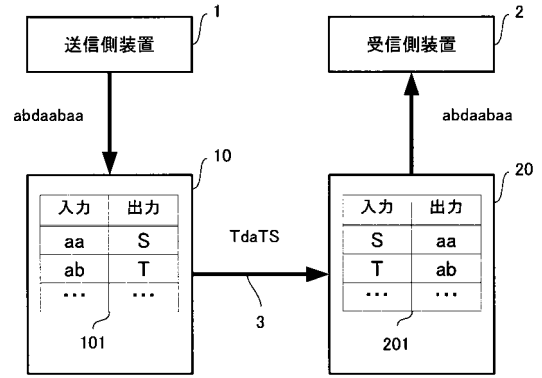 1
送信側装置
2
受信側装置
abdaabaa
abdaabaa
10
入力 出力
aa S
ab T
… …
101
TdaTS
3
20
入力 出力
S aa
T ab
… …
201